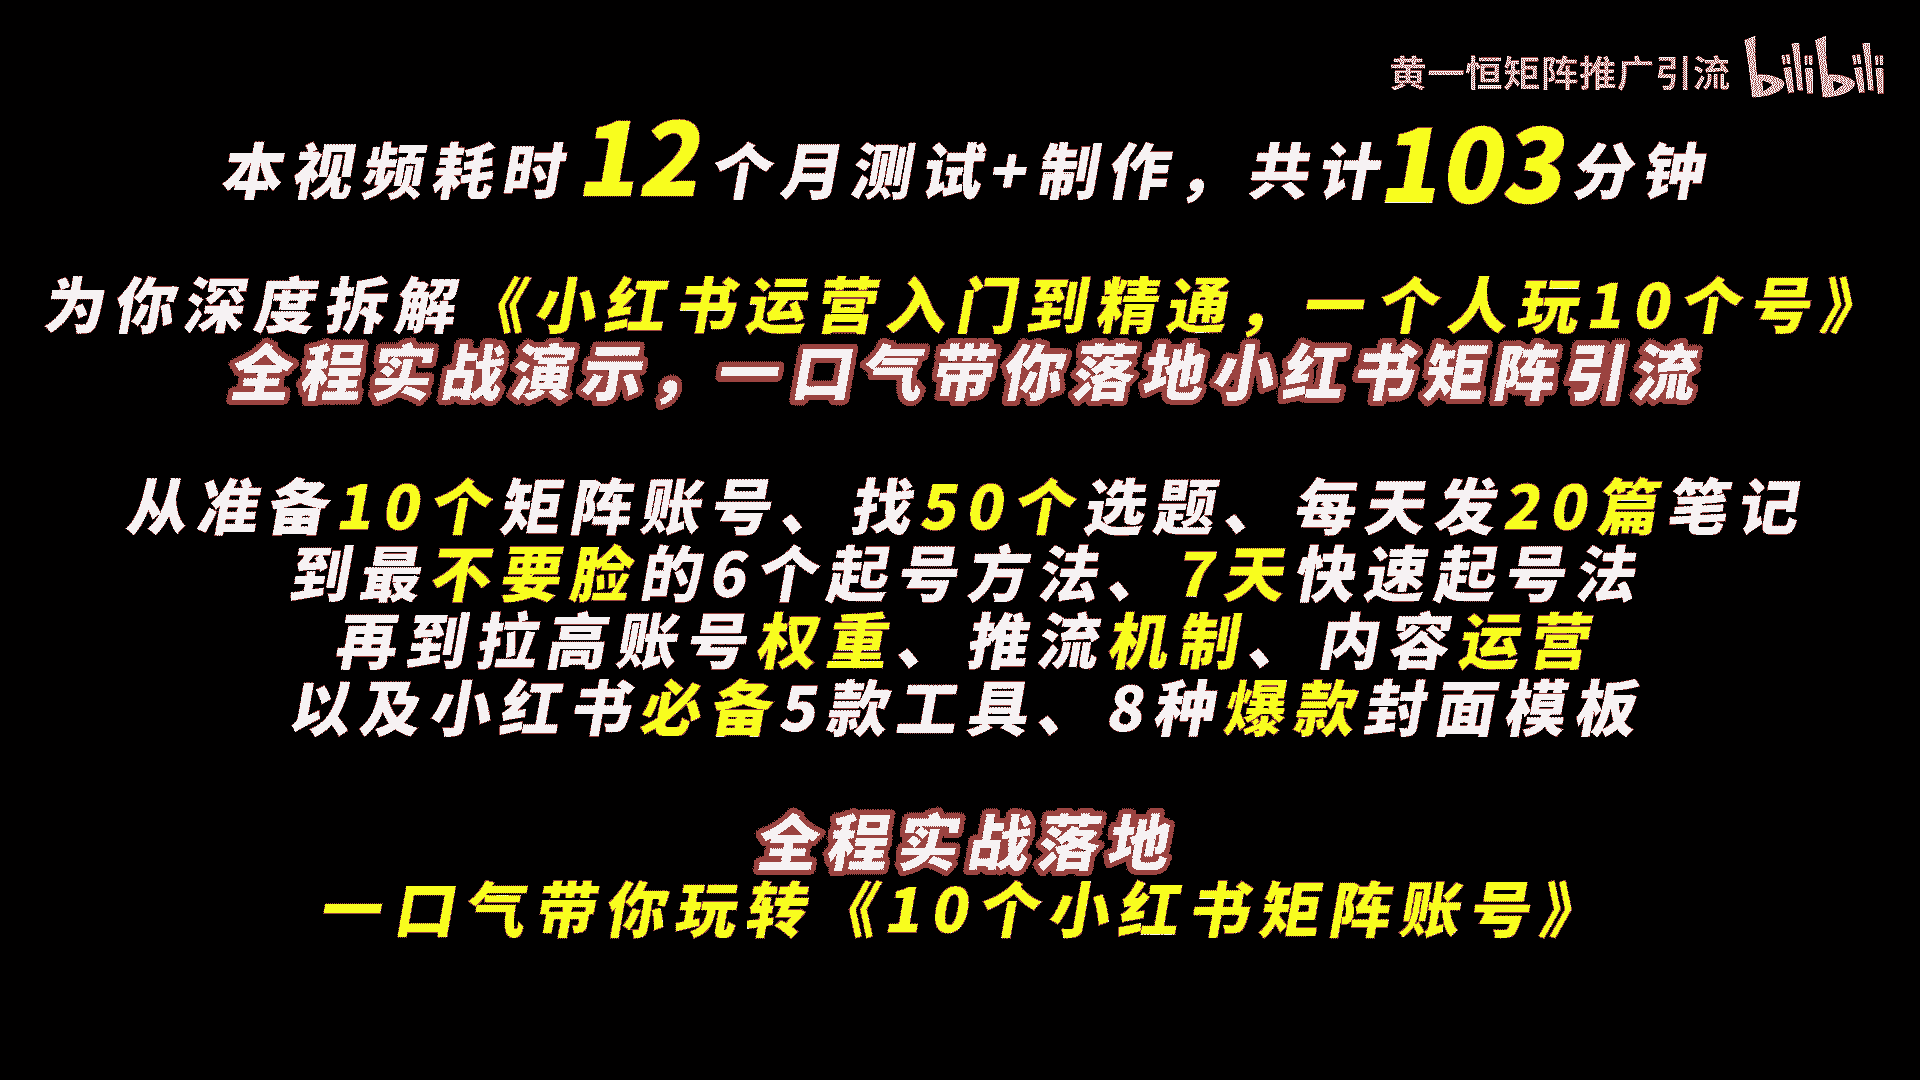 黄一恒矩阵推广引流 bilibili
本视频耗时12个月测试+制作，共计103分钟
为你深度拆解《小红书运营入门到精通，一个人玩10个号》
全程实战演示，一口气带你落地小红书矩阵引流
从准备10个矩阵账号、找50个选题、每天发20篇笔记
到最不要脸的6个起号方法、7天快速起号法
再到拉高账号权重、推流机制、内容运营
以及小红书必备5款工具、8种爆款封面模板
全程实战落地
一口气带你玩转《10个小红书矩阵账号》